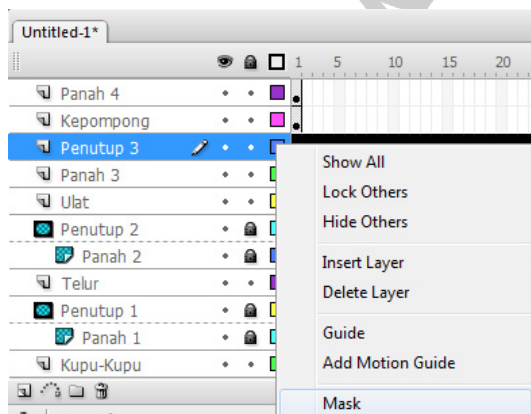 Untitled-1*
1 5 10 15 20
Panah 4
Kepompong
Penutup 3
Panah 3
Ulat
Penutup 2
Panah 2
Telur
Penutup 1
Panah 1
Kupu-Kupu
Show All
Lock Others
Hide Others
Insert Layer
Delete Layer
Guide
Add Motion Guide
Mask